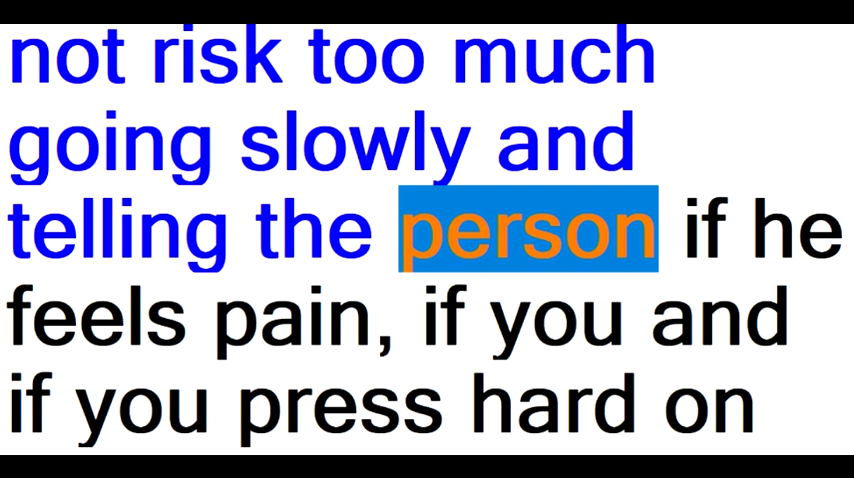 not risk too much
going slowly and
telling the person if he
feels pain, if you and
if you press hard on